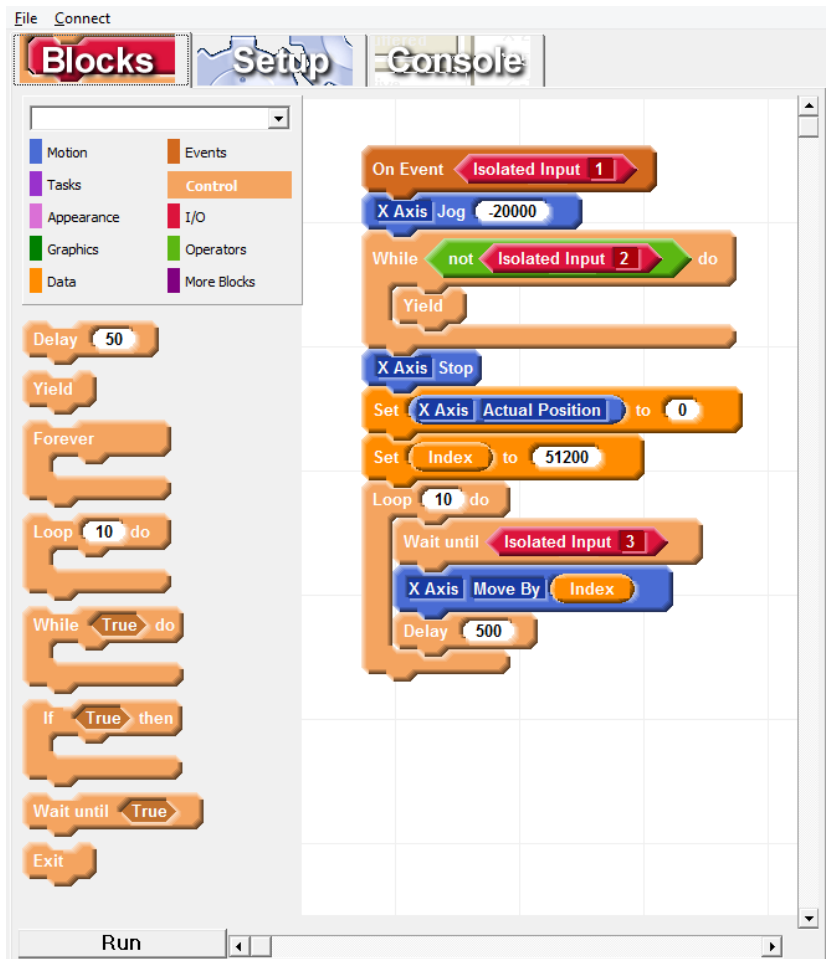 File Connect
Blocks Setup Console
Motion Events
Tasks Control
Appearance I/O
Graphics Operators
Data More Blocks
Delay 50
Yield
Forever
Loop 10 do
While True do
If True then
Wait until True
Exit
Run
On Event Isolated Input 1
X Axis Jog -20000
While not Isolated Input 2 do
Yield
X Axis Stop
Set X Axis Actual Position to 0
Set Index to 51200
Loop 10 do
Wait until Isolated Input 3
X Axis Move By Index
Delay 500